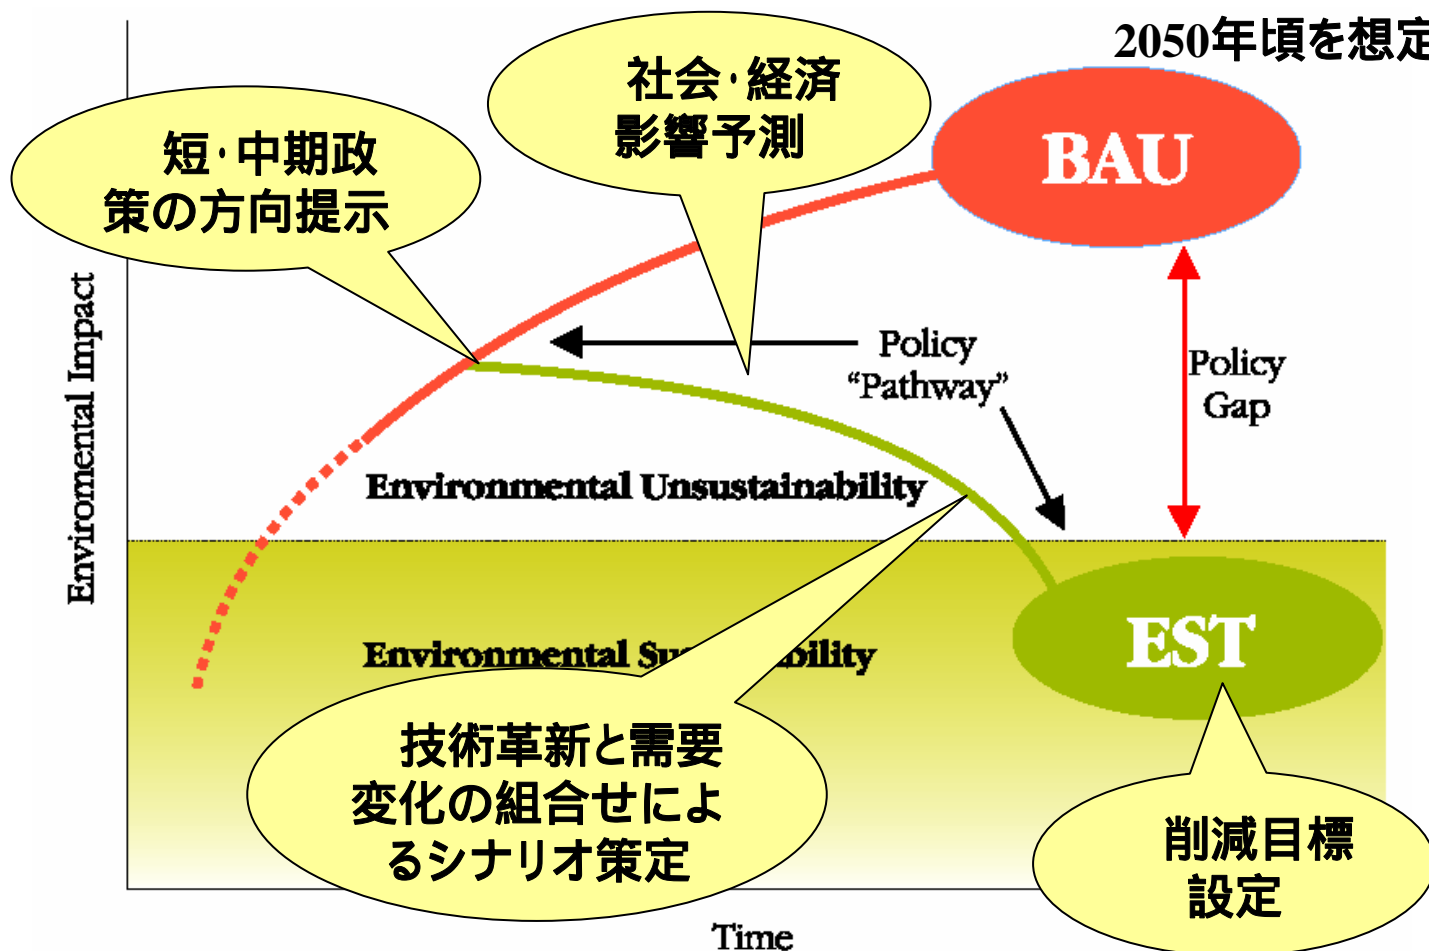 2050年頃を想定
社会・経済
影響予測
短・中期政
策の方向提示
BAU
Policy
“Pathway”
Policy
Gap
Enviromental Impact
Environmental Unsustainability
EST
技術革新と需要
変化の組合せによ
るシナリオ策定
削減目標
設定
Environmental Su bility
Time